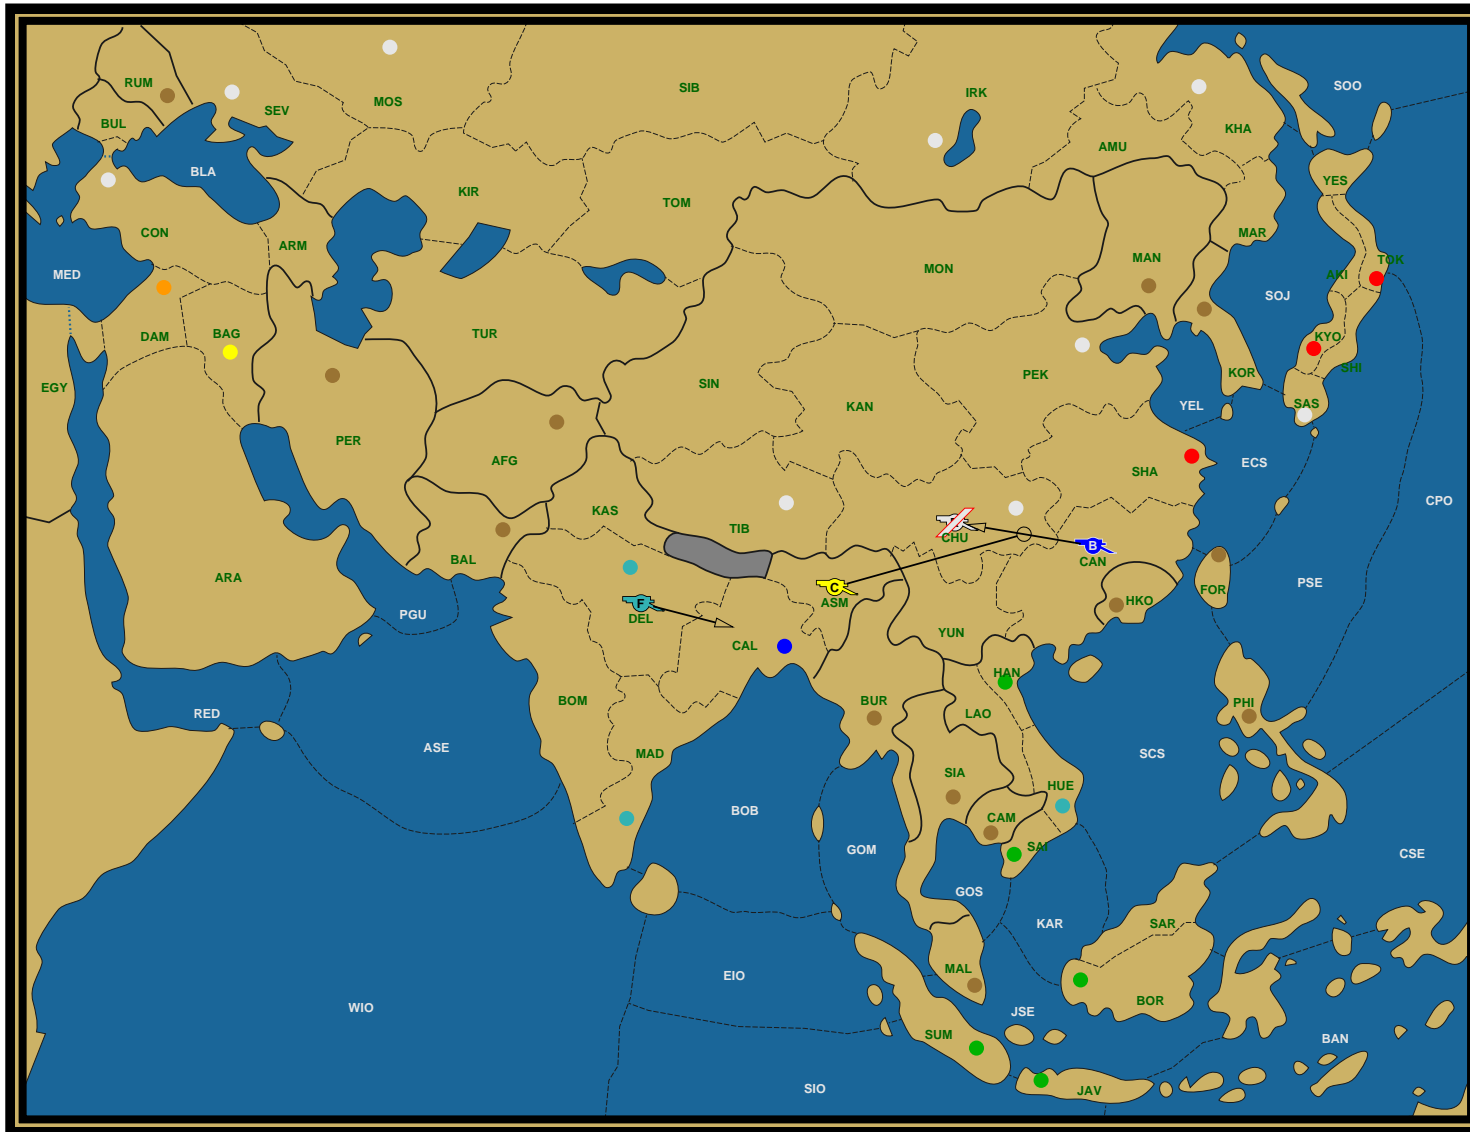 RUM
MOS
SIB
SOO
SEV
IRK
BUL
KHA
AMU
BLA
YES
KIR
TOM
CON
ARM
MAR
MED
MON
MAN
TOK
AKI
SOJ
DAM
BAG
TUR
KYO
SHI
EGY
SIN
PEK
KOR
KAN
YEL
SAS
PER
AFG
SHA
ECS
CPO
KAS
TIB
CHU
B
BAL
CAN
ARA
PSE
C
FOR
ASM
F
HKO
PGU
DEL
YUN
CAL
HAN
BOM
BUR
PHI
RED
LAO
ASE
MAD
SCS
SIA
HUE
BOB
CAM
SAI
GOM
CSE
GOS
KAR
SAR
MAL
EIO
BOR
WIO
JSE
SUM
BAN
SIO
JAV